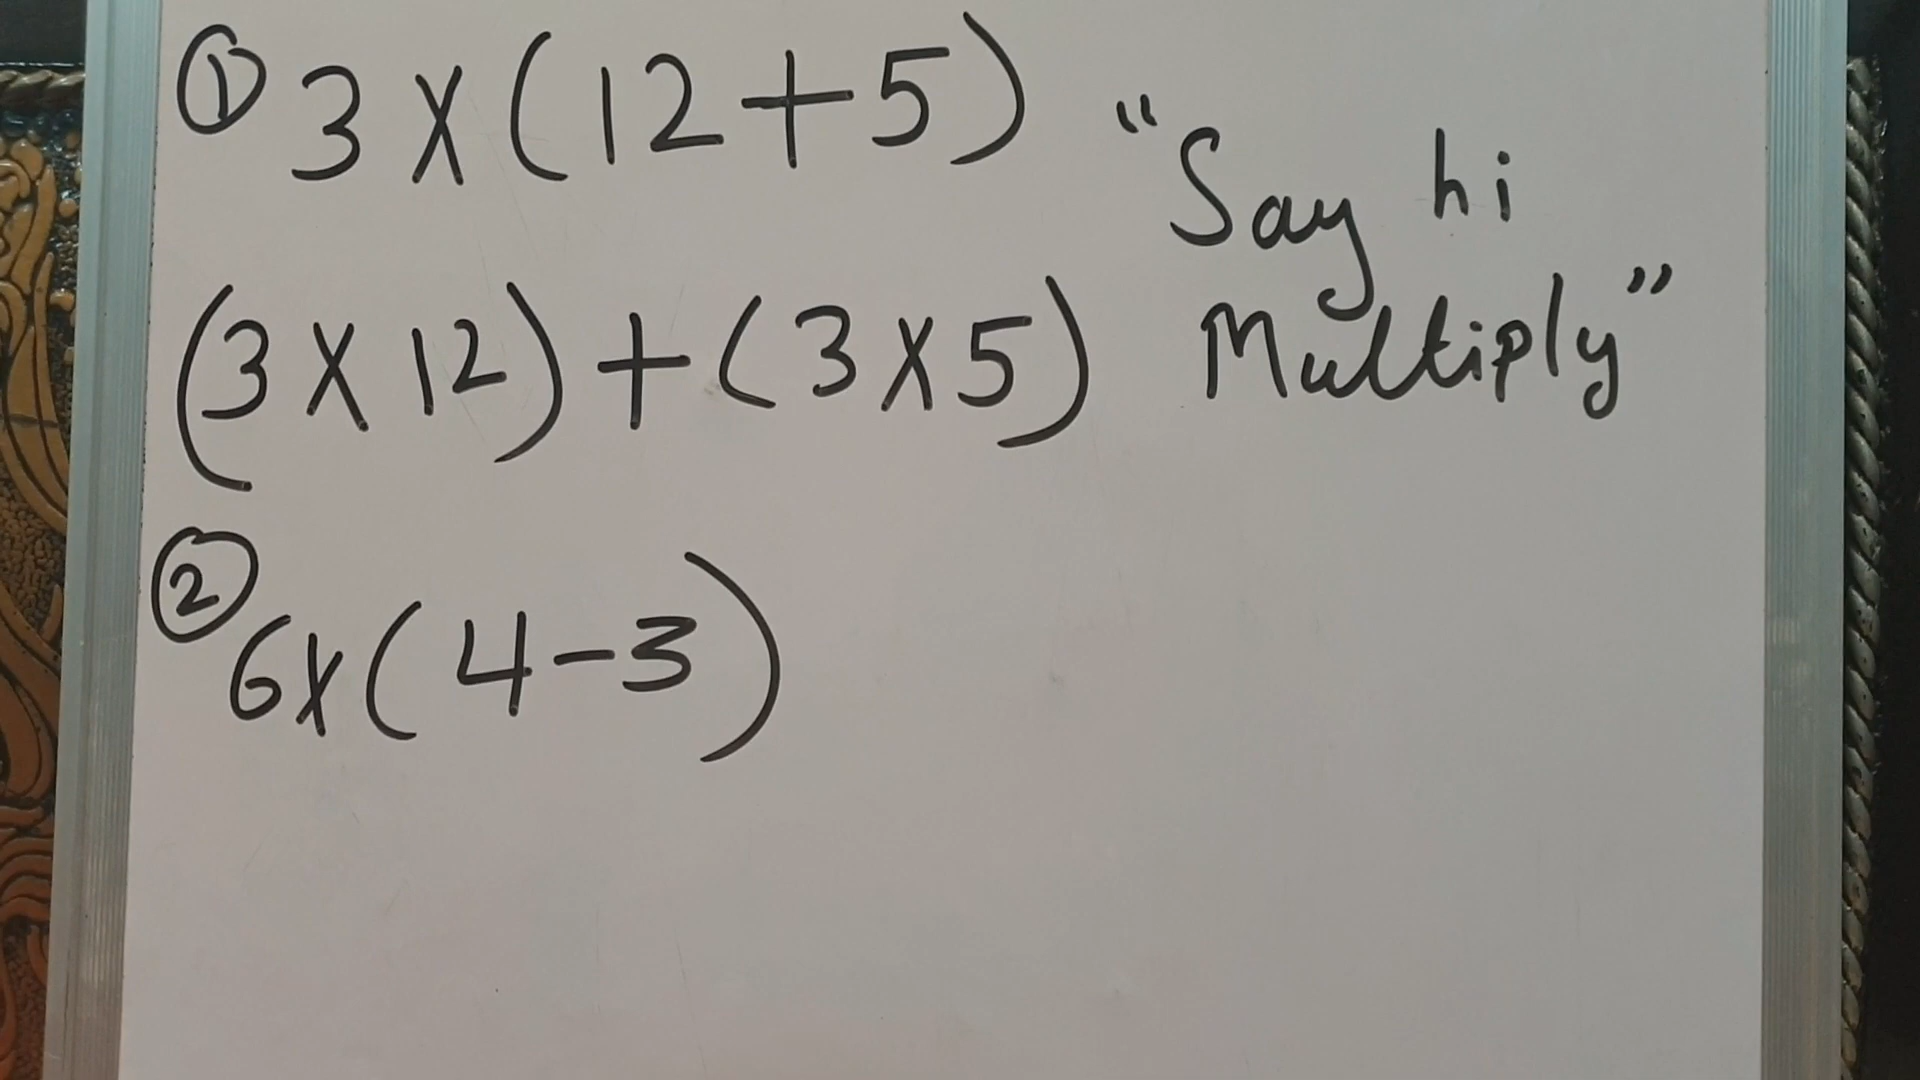 ① 3 X ( 12 + 5 )
"Say hi
( 3 X 12 ) + ( 3 X 5 )
Multiply"
② 6 x ( 4 - 3 )